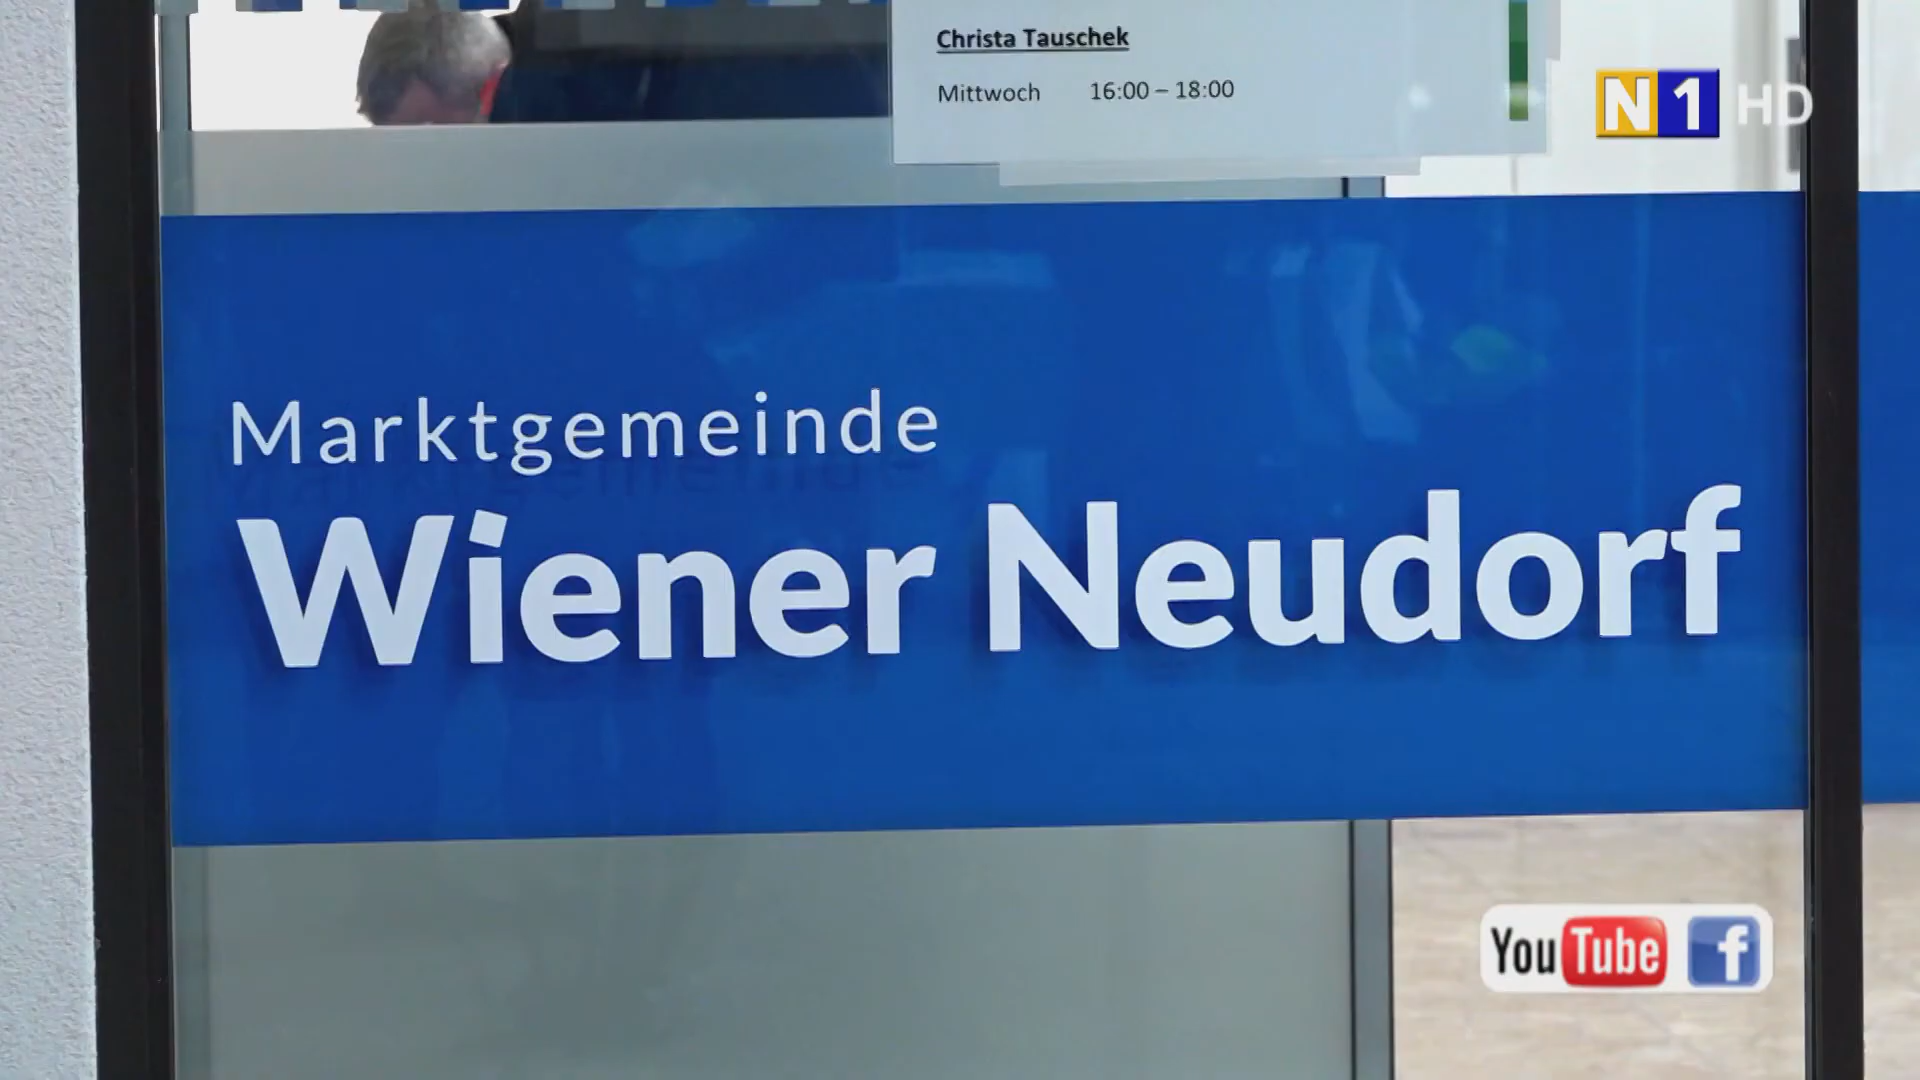 Christa Tauschek
Mittwoch 16:00 – 18:00
N1 HD
Marktgemeinde
Wiener Neudorf
YouTube f